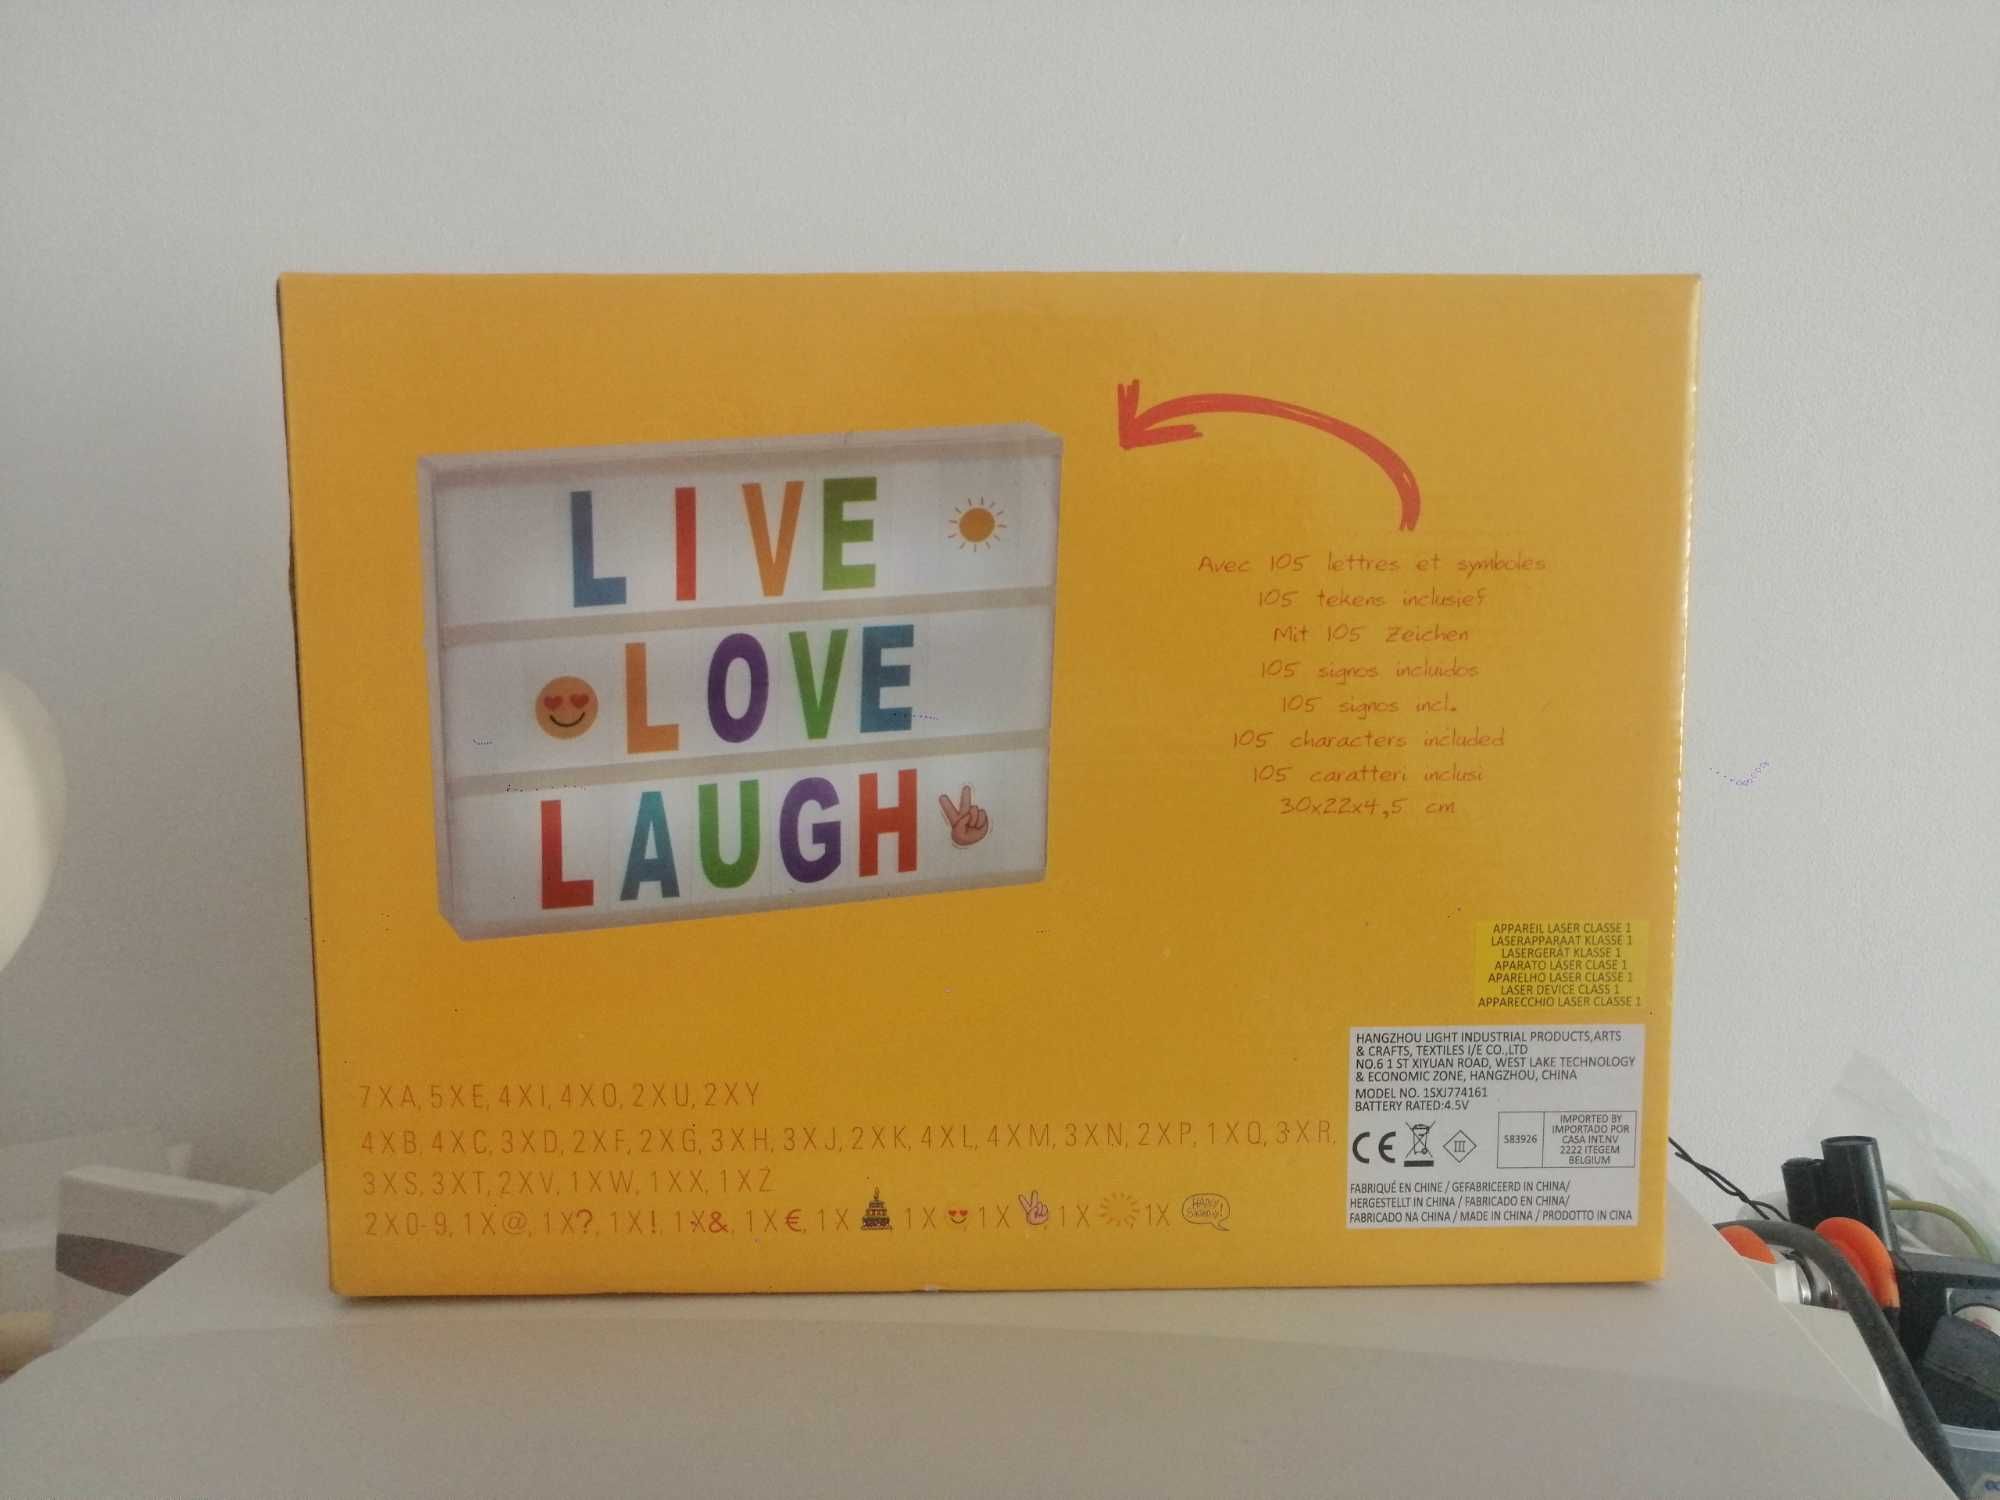 LIVE
LOVE
LAUGH
Avec 105 lettres et symboles
105 tekens inclusief
Mit 105 Zeichen
105 signos incluidos
105 signos incl.
105 characters included
105 caratteri inclusi
30x22x4,5 cm
APPAREIL LASER CLASSE 1
LASERAPPARAAT KLASSE 1
LASERGERÄT KLASSE 1
APARATO LÁSER CLASE 1
APARELHO LASER CLASSE 1
LASER DEVICE CLASS 1
APPARECCHIO LASER CLASSE 1
HANGZHOU LIGHT INDUSTRIAL PRODUCTS,ARTS
& CRAFTS, TEXTILES I/E CO.,LTD
NO.6 1 ST XIYUAN ROAD, WEST LAKE TECHNOLOGY
& ECONOMIC ZONE, HANGZHOU, CHINA
MODEL NO. 1SXJ774161
BATTERY RATED:4.5V
CE
III
583926
IMPORTED BY
IMPORTADO POR
CASA INT.NV
2222 ITEGEM
BELGIUM
FABRIQUÉ EN CHINE / GEFABRICEERD IN CHINA/
HERGESTELLT IN CHINA / FABRICADO EN CHINA/
FABRICADO NA CHINA / MADE IN CHINA / PRODOTTO IN CINA
7XA, 5XE, 4XI, 4XO, 2XU, 2XY
4XB, 4XC, 3XD, 2XF, 2XG, 3XH, 3XJ, 2XK, 4XL, 4XM, 3XN, 2XP, 1XQ, 3XR,
3XS, 3XT, 2XV, 1XW, 1XX, 1XZ
2X0-9, 1X@, 1X?, 1X!, 1X&, 1X€, 1X 1X 1X 1X 1X HAPPY